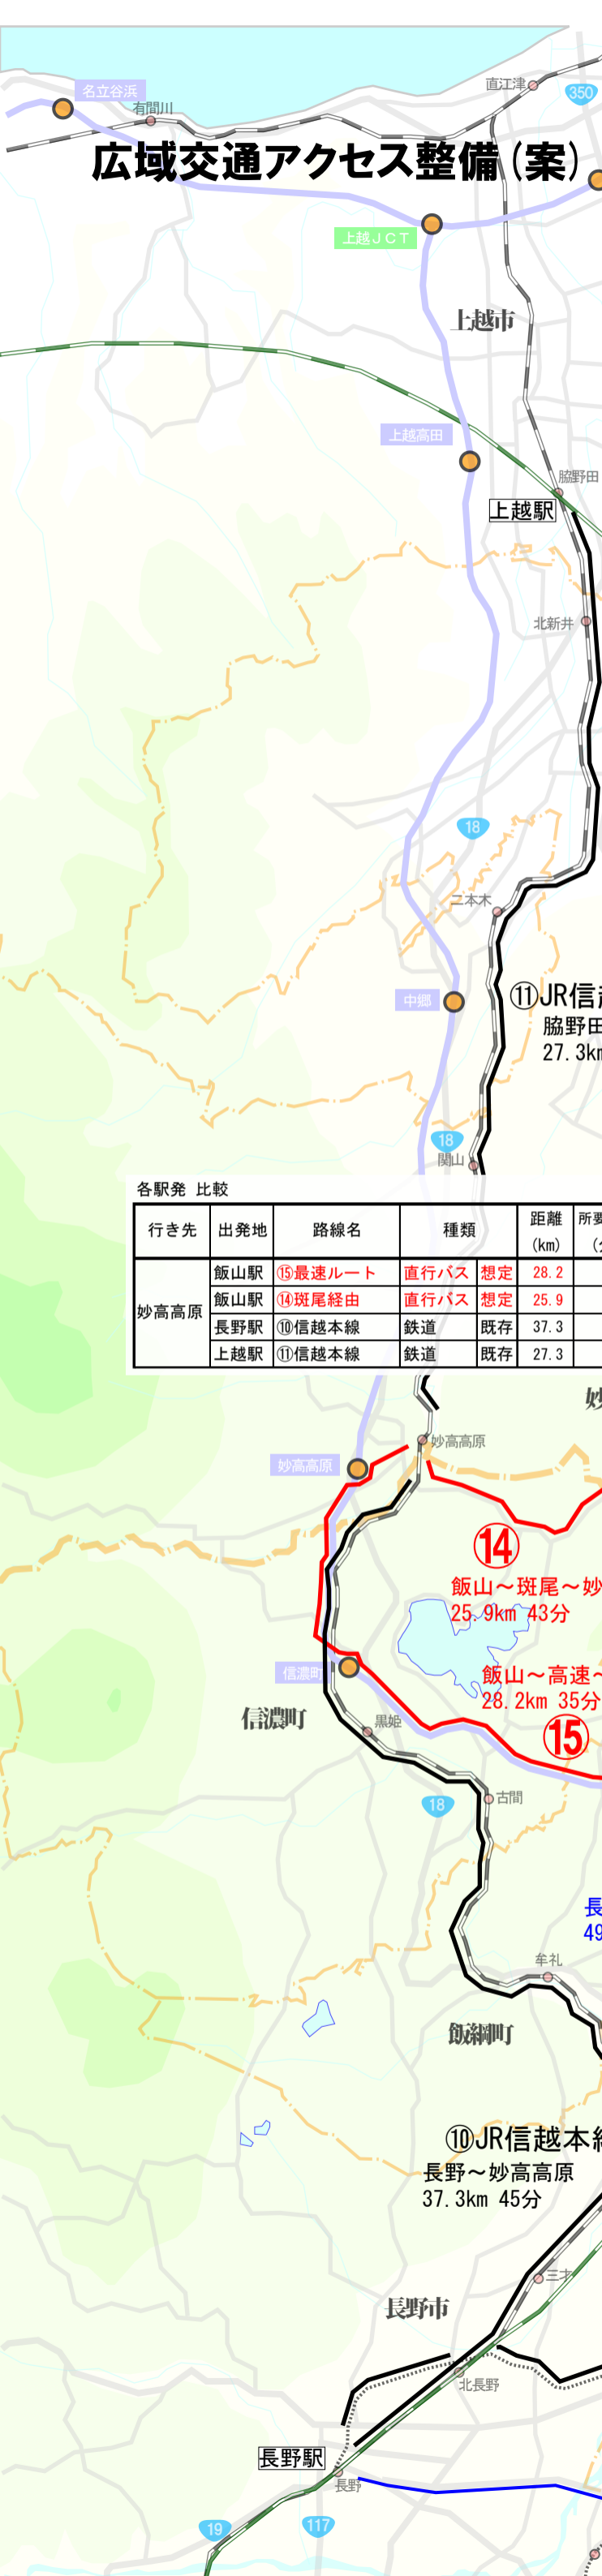 直江津
350
名立谷浜
有間川
広域交通アクセス整備(案)
上越JCT
上越市
上越高田
脇野田
上越駅
北新井
18
二本木
中郷
⑪JR信
脇野田
27.3km
18
関山
各駅発 比較
行き先 出発地 路線名 種類 距離(km) 所要
妙高高原 飯山駅 ⑮最速ルート 直行バス 想定 28.2
飯山駅 ⑭斑尾経由 直行バス 想定 25.9
長野駅 ⑩信越本線 鉄道 既存 37.3
上越駅 ⑪信越本線 鉄道 既存 27.3
妙
妙高高原
妙高高原
⑭
飯山～斑尾～妙
25.9km 43分
信濃町
飯山～高速～
28.2km 35分
⑮
信濃町
黒姫
18
古間
長
49
牟礼
飯綱町
⑩JR信越本
長野～妙高高原
37.3km 45分
三才
長野市
北長野
長野駅
長野
19
117